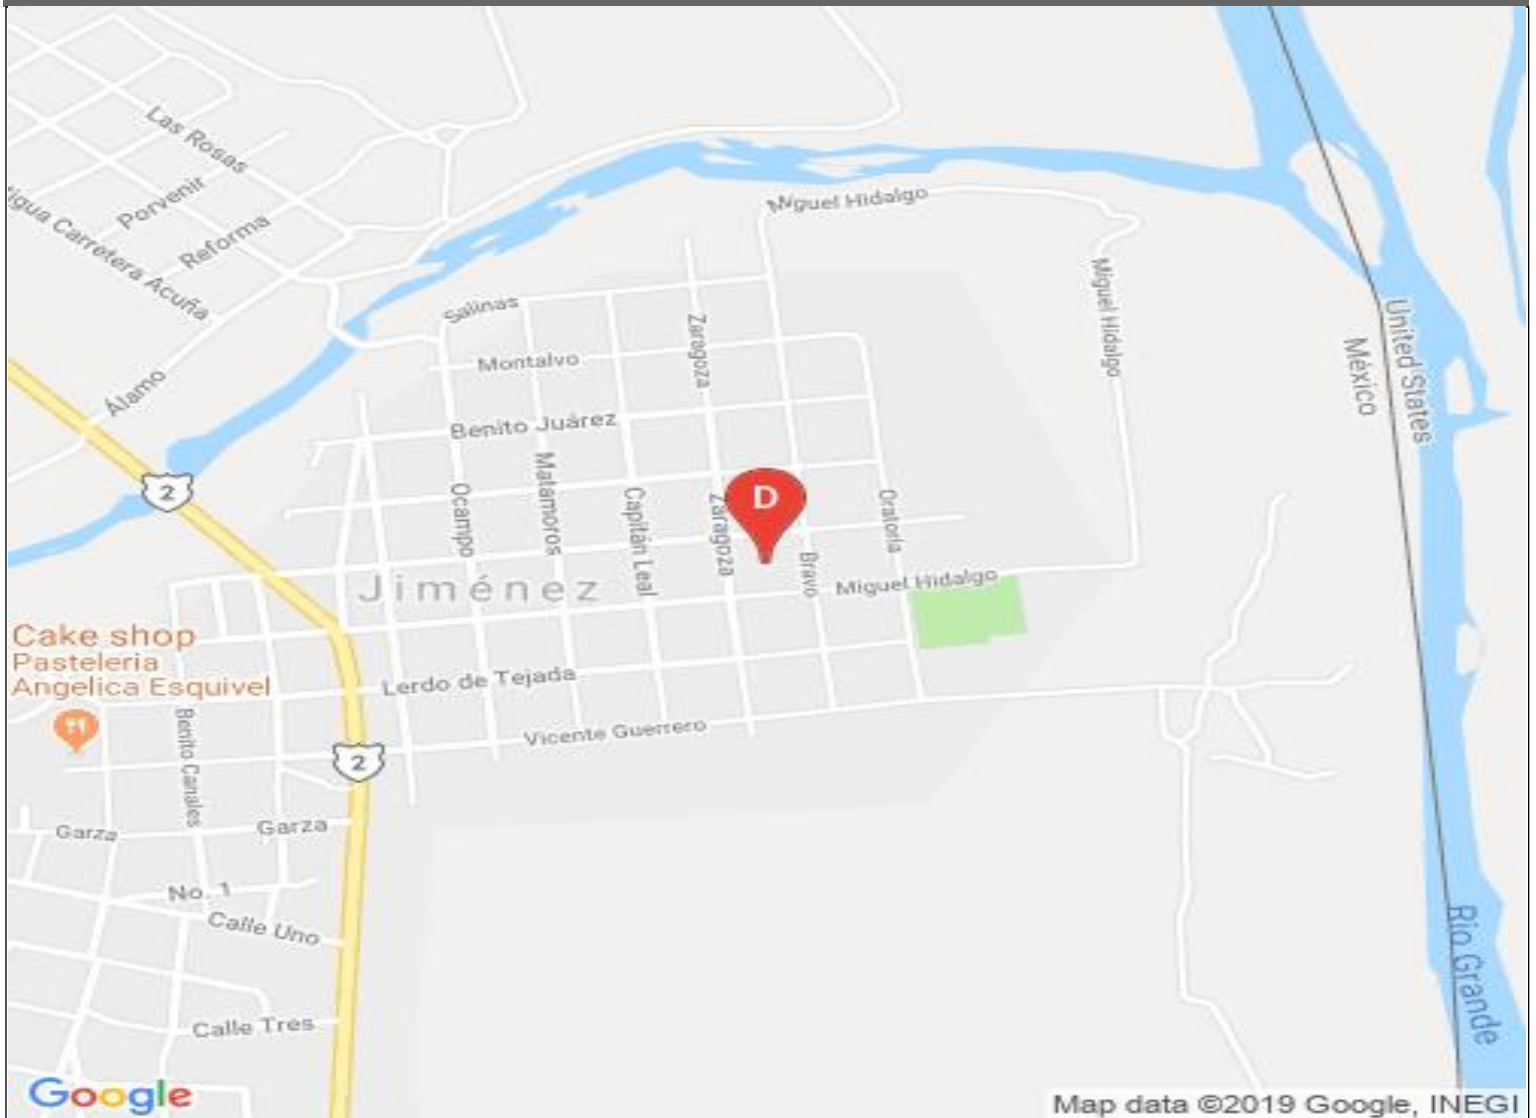 Las Rosas
Porvenir
Reforma
tigua Carretera Acuña
Álamo
Miguel Hidalgo
Miguel Hidalgo
Salinas
Zaragoza
Montalvo
Benito Juárez
United States
México
2
Ocampo
Matamoros
Capitán Leal
Zaragoza
D
Bravo
Oratoria
Jiménez
Miguel Hidalgo
Cake shop
Pasteleria
Angelica Esquivel
Lerdo de Tejada
Vicente Guerrero
Benito Canales
2
Garza
Garza
No. 1
Calle Uno
Calle Tres
Rio Grande
Google
Map data ©2019 Google, INEGI